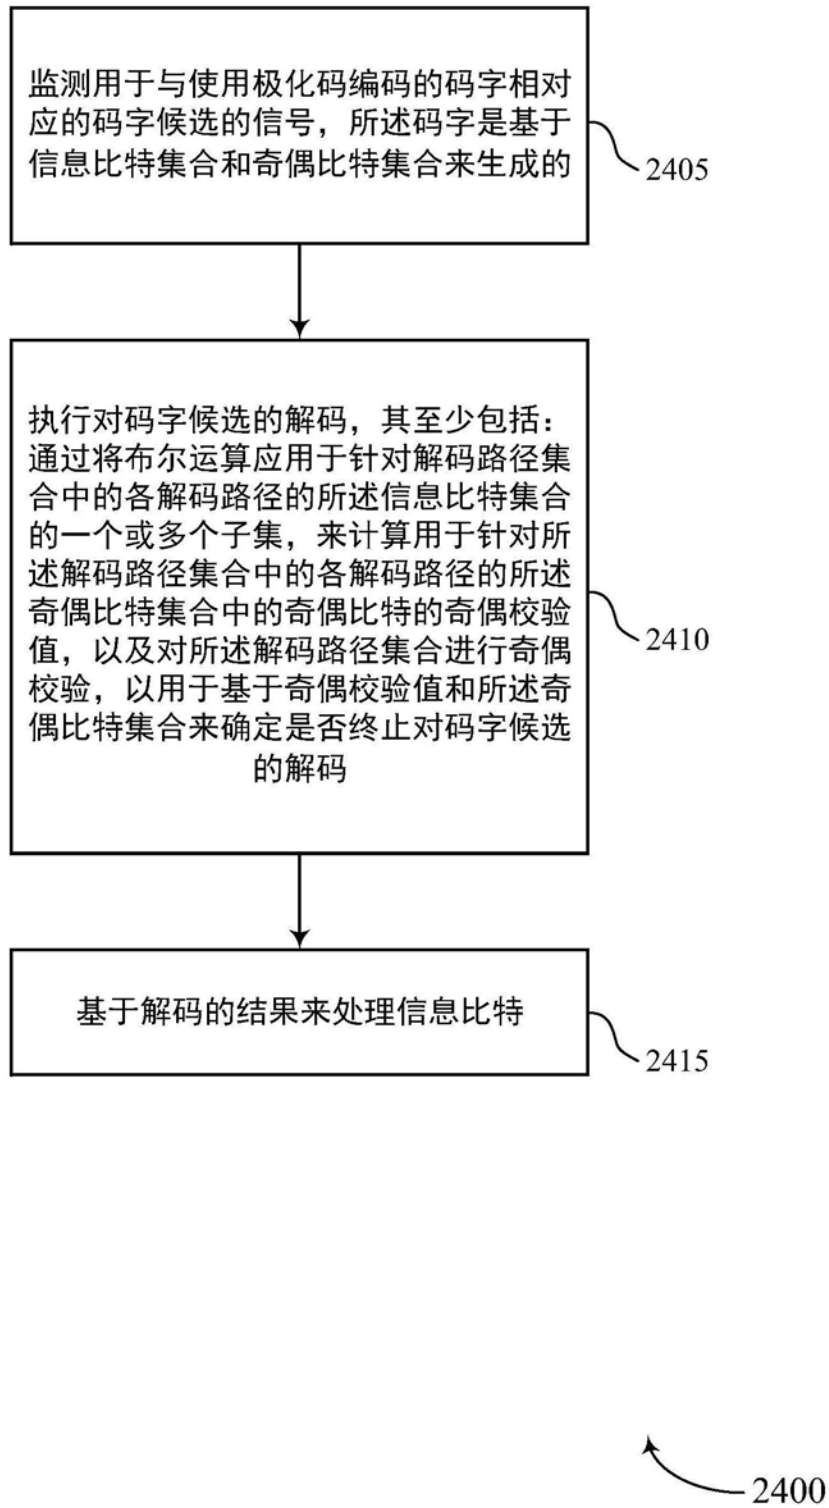 监测用于与使用极化码编码的码字相对
应的码字候选的信号，所述码字是基于
信息比特集合和奇偶比特集合来生成的
2405
执行对码字候选的解码，其至少包括：
通过将布尔运算应用于针对解码路径集
合中的各解码路径的所述信息比特集合
的一个或多个子集，来计算用于针对所
述解码路径集合中的各解码路径的所述
奇偶比特集合中的奇偶比特的奇偶校验
值，以及对所述解码路径集合进行奇偶
校验，以用于基于奇偶校验值和所述奇
偶比特集合来确定是否终止对码字候选
的解码
2410
基于解码的结果来处理信息比特
2415
2400